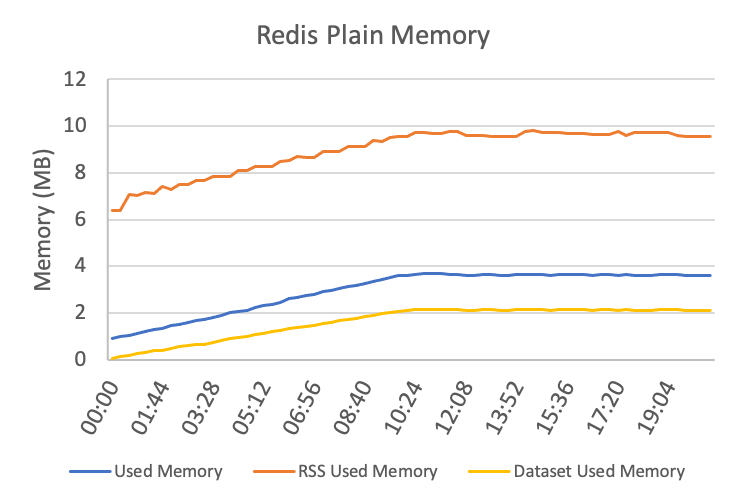 Redis Plain Memory
Memory (MB)
12
10
8
6
4
2
0
00:00 01:44 03:28 05:12 06:56 08:40 10:24 12:08 13:52 15:36 17:20 19:04
Used Memory RSS Used Memory Dataset Used Memory